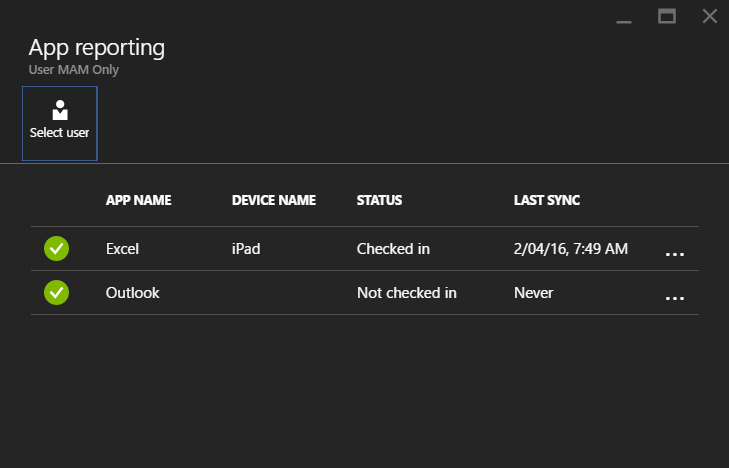 App reporting
User MAM Only
Select user
APP NAME DEVICE NAME STATUS LAST SYNC
Excel iPad Checked in 2/04/16, 7:49 AM ...
Outlook Not checked in Never ...